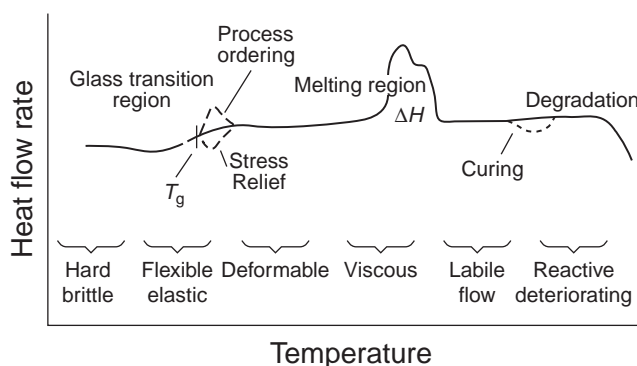 Process
ordering
Glass transition
region
Melting region
ΔH
Degradation
Stress
Relief
Curing
Tg
Heat flow rate
Hard
brittle
Flexible
elastic
Deformable
Viscous
Labile
flow
Reactive
deteriorating
Temperature